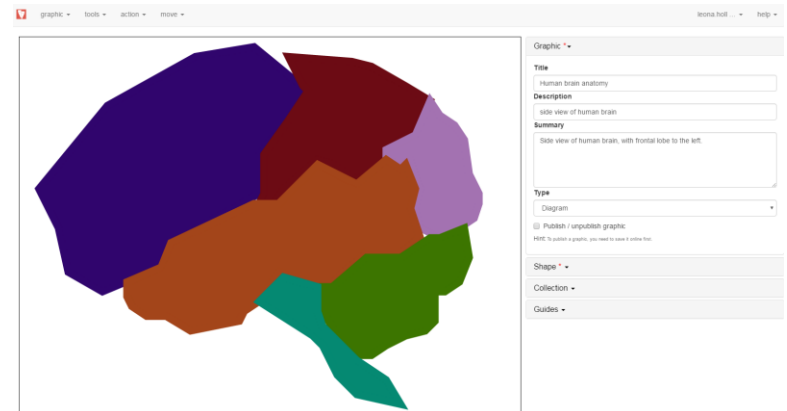 graphic tools action move leona.holl ... help
Graphic *
Title
Human brain anatomy
Description
side view of human brain
Summary
Side view of human brain, with frontal lobe to the left.
Type
Diagram
Publish / unpublish graphic
Hint: To publish a graphic, you need to save it online first.
Shape *
Collection
Guides